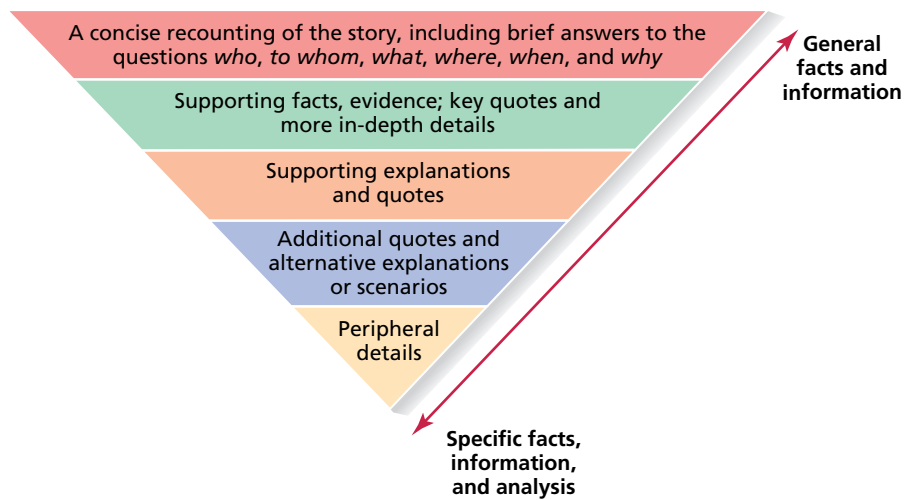 A concise recounting of the story, including brief answers to the
questions who, to whom, what, where, when, and why
General
facts and
information
Supporting facts, evidence; key quotes and
more in-depth details
Supporting explanations
and quotes
Additional quotes and
alternative explanations
or scenarios
Peripheral
details
Specific facts,
information,
and analysis